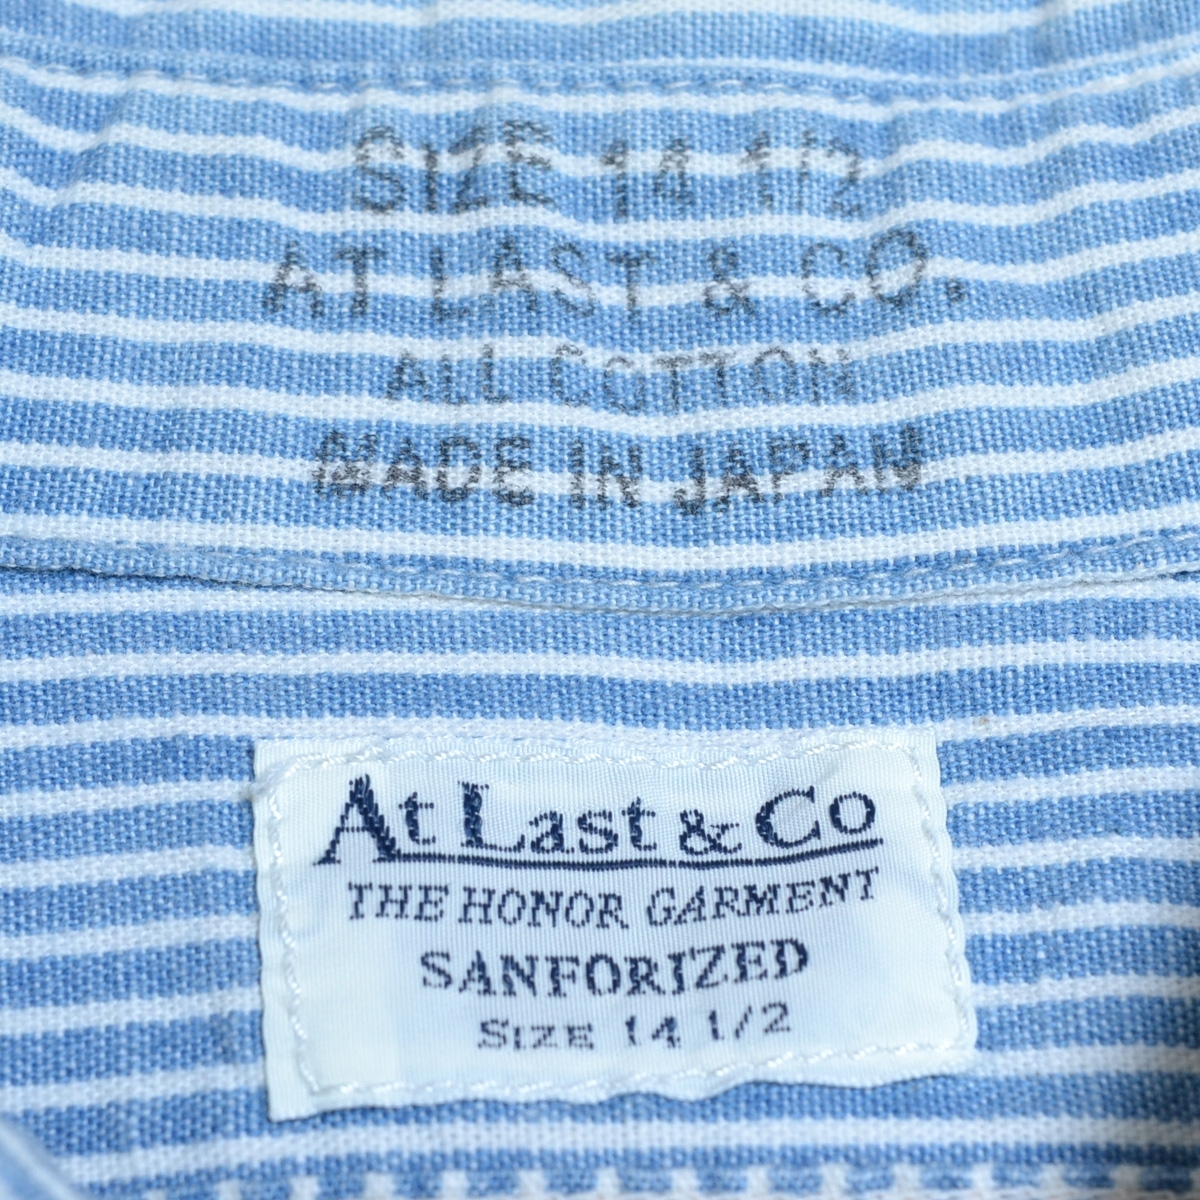 SIZE 14 1/2
AT LAST & CO.
ALL COTTON
MADE IN JAPAN
At Last & Co
THE HONOR GARMENT
SANFORIZED
SIZE 14 1/2